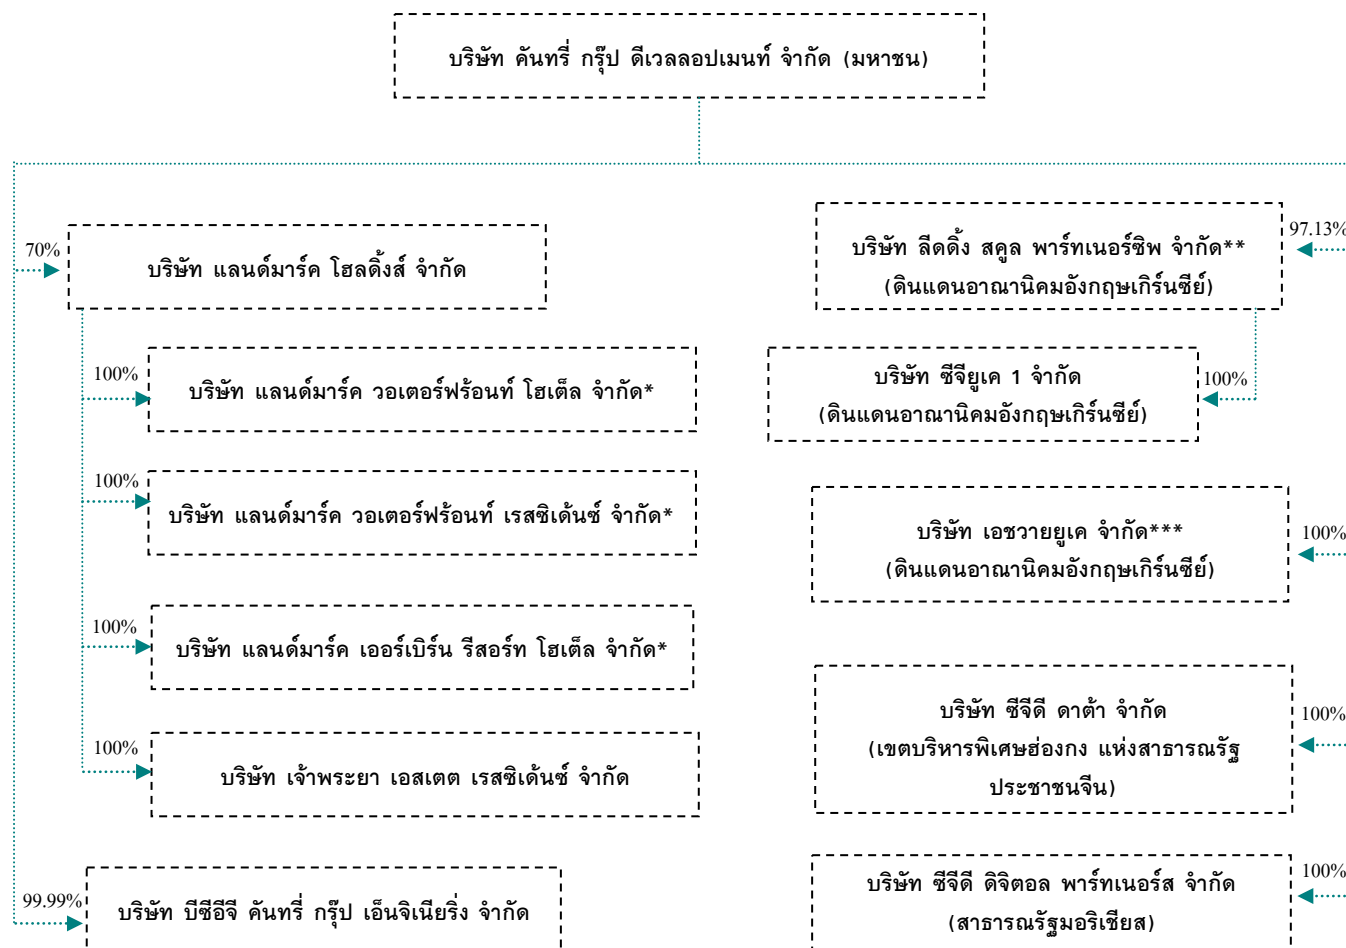 บริษัท คันทรี่ กรุ๊ป ดีเวลลอปเมนท์ จำกัด (มหาชน)
70%
บริษัท แลนด์มาร์ค โฮลดิ้งส์ จำกัด
100%
บริษัท แลนด์มาร์ค วอเตอร์ฟร้อนท์ โฮเต็ล จำกัด*
100%
บริษัท แลนด์มาร์ค วอเตอร์ฟร้อนท์ เรสซิเด้นซ์ จำกัด*
100%
บริษัท แลนด์มาร์ค เออร์เบิร์น รีสอร์ท โฮเต็ล จำกัด*
100%
บริษัท เจ้าพระยา เอสเตต เรสซิเด้นซ์ จำกัด
99.99%
บริษัท บีซีอีจี คันทรี่ กรุ๊ป เอ็นจิเนียริ่ง จำกัด
97.13%
บริษัท ลีดดิ้ง สคูล พาร์ทเนอร์ซิพ จำกัด**
(ดินแดนอาณานิคมอังกฤษเกิร์นซีย์)
บริษัท ซีจียูเค 1 จำกัด
(ดินแดนอาณานิคมอังกฤษเกิร์นซีย์)
100%
บริษัท เอชวายยูเค จำกัด***
(ดินแดนอาณานิคมอังกฤษเกิร์นซีย์)
100%
บริษัท ซีจีดี ดาต้า จำกัด
(เขตบริหารพิเศษฮ่องกง แห่งสาธารณรัฐ
ประชาชนจีน)
100%
บริษัท ซีจีดี ดิจิตอล พาร์ทเนอร์ส จำกัด
(สาธารณรัฐมอริเชียส)
100%